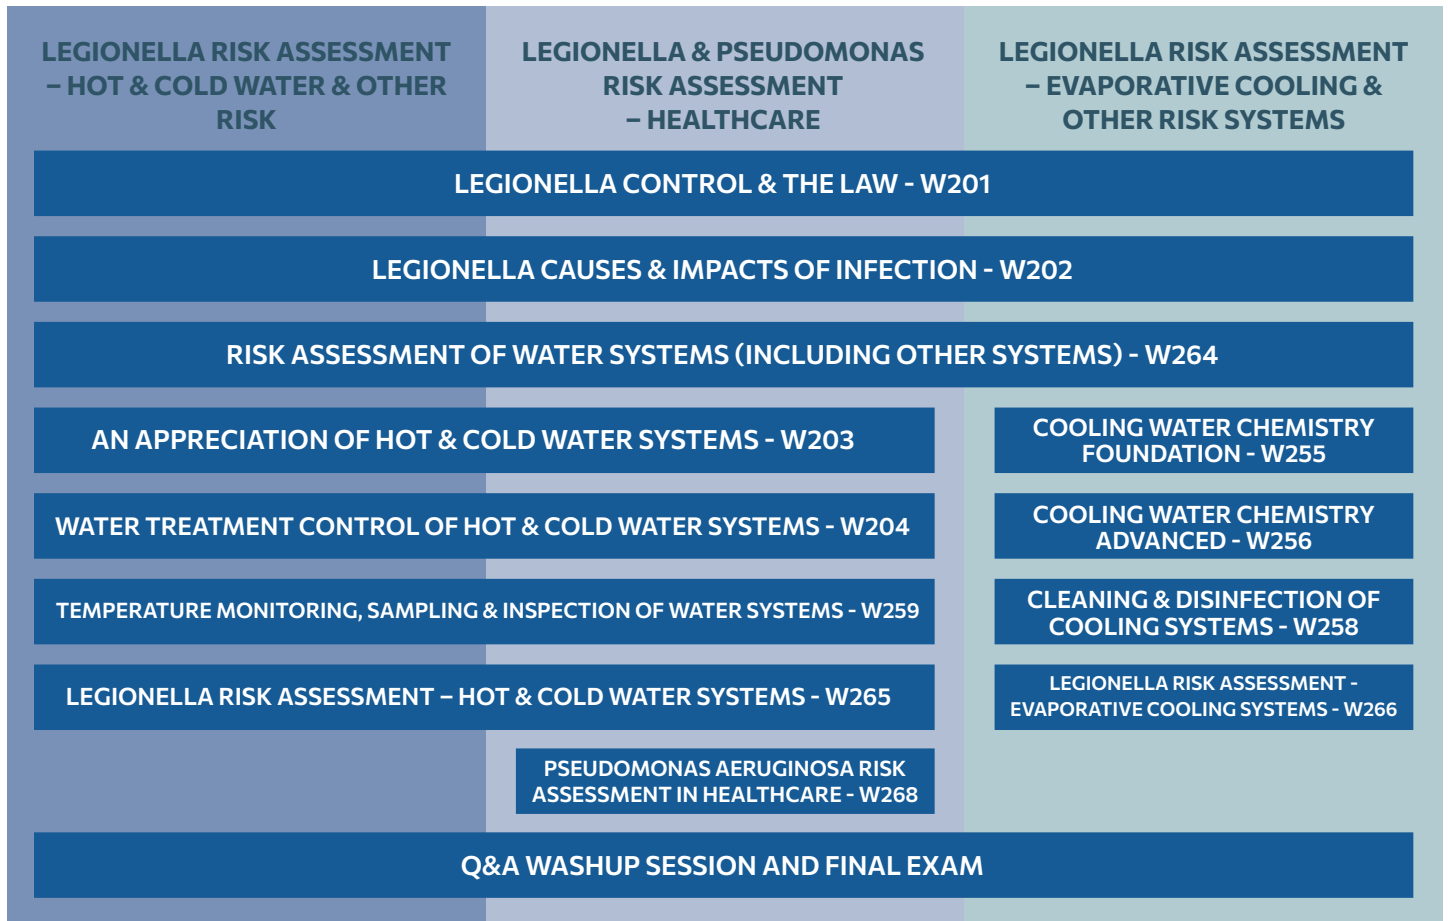 LEGIONELLA RISK ASSESSMENT
– HOT & COLD WATER & OTHER
RISK
LEGIONELLA & PSEUDOMONAS
RISK ASSESSMENT
– HEALTHCARE
LEGIONELLA RISK ASSESSMENT
– EVAPORATIVE COOLING &
OTHER RISK SYSTEMS
LEGIONELLA CONTROL & THE LAW - W201
LEGIONELLA CAUSES & IMPACTS OF INFECTION - W202
RISK ASSESSMENT OF WATER SYSTEMS (INCLUDING OTHER SYSTEMS) - W264
AN APPRECIATION OF HOT & COLD WATER SYSTEMS - W203
COOLING WATER CHEMISTRY
FOUNDATION - W255
WATER TREATMENT CONTROL OF HOT & COLD WATER SYSTEMS - W204
COOLING WATER CHEMISTRY
ADVANCED - W256
TEMPERATURE MONITORING, SAMPLING & INSPECTION OF WATER SYSTEMS - W259
CLEANING & DISINFECTION OF
COOLING SYSTEMS - W258
LEGIONELLA RISK ASSESSMENT – HOT & COLD WATER SYSTEMS - W265
LEGIONELLA RISK ASSESSMENT -
EVAPORATIVE COOLING SYSTEMS - W266
PSEUDOMONAS AERUGINOSA RISK
ASSESSMENT IN HEALTHCARE - W268
Q&A WASHUP SESSION AND FINAL EXAM